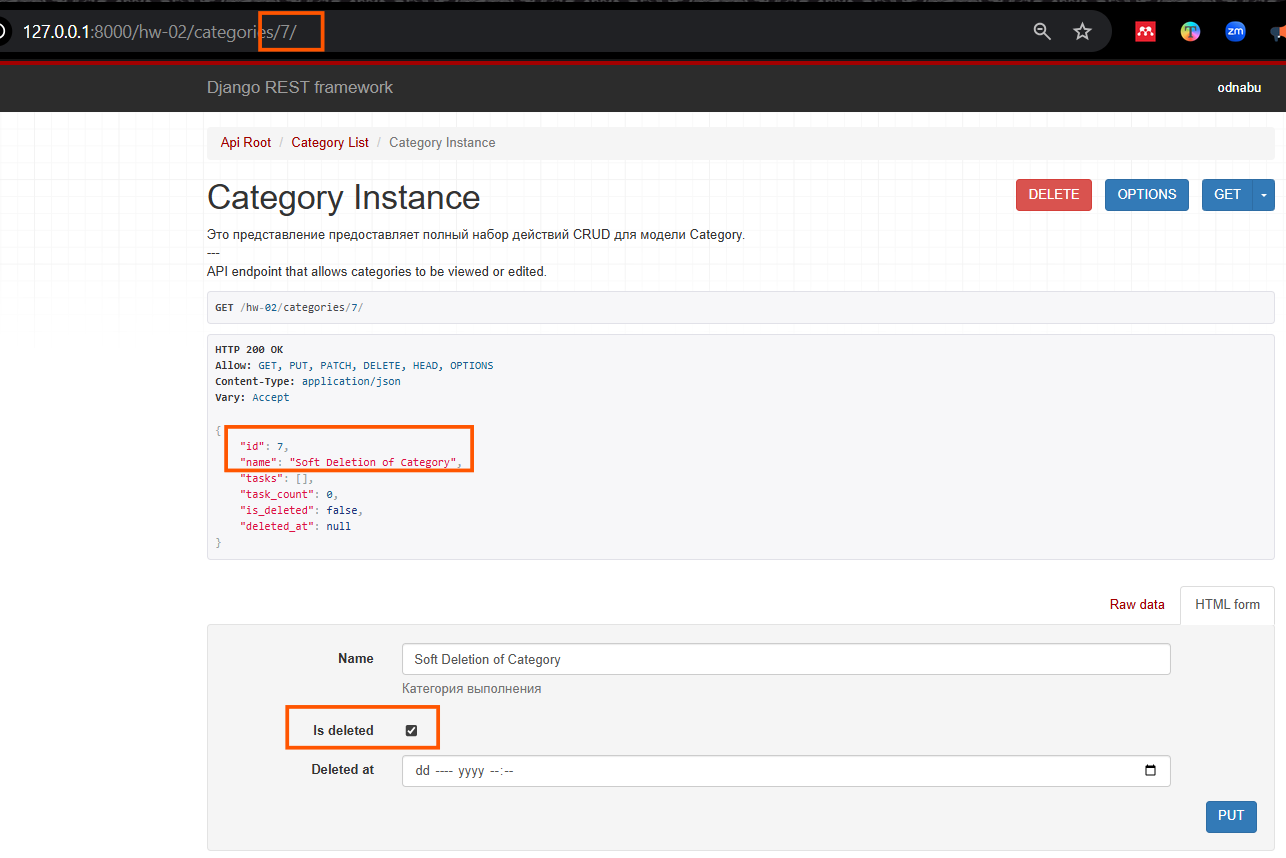 127.0.0.1:8000/hw-02/categories/7/
zm
Django REST framework
odnabu
Api Root / Category List / Category Instance
Category Instance
DELETE
OPTIONS
GET
Это представление предоставляет полный набор действий CRUD для модели Category.
---
API endpoint that allows categories to be viewed or edited.
GET /hw-02/categories/7/
HTTP 200 OK
Allow: GET, PUT, PATCH, DELETE, HEAD, OPTIONS
Content-Type: application/json
Vary: Accept
{
"id": 7,
"name": "Soft Deletion of Category",
"tasks": [],
"task_count": 0,
"is_deleted": false,
"deleted_at": null
}
Raw data
HTML form
Name
Soft Deletion of Category
Категория выполнения
Is deleted
Deleted at
dd ---- yyyy --:--
PUT